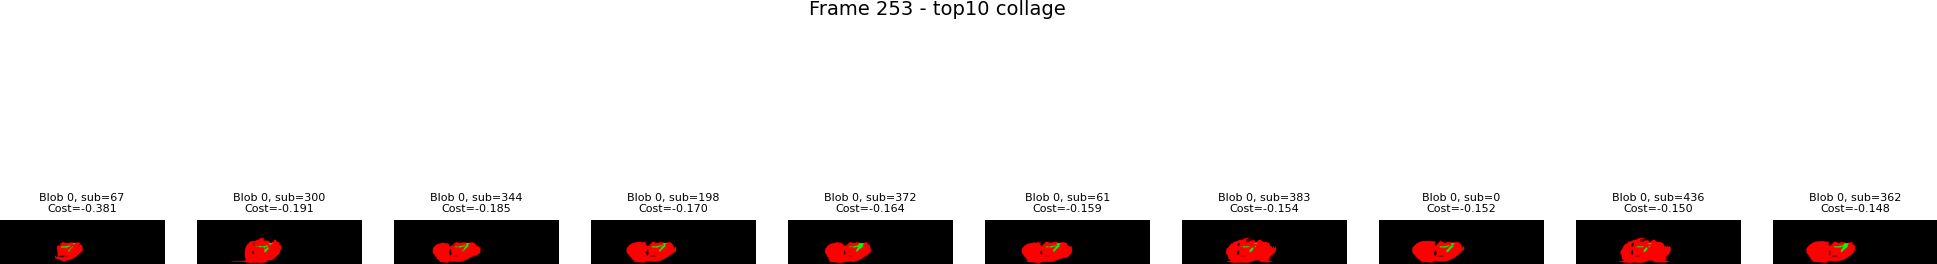 Frame 253 - top10 collage
Blob 0, sub=67
Cost=-0.381
Blob 0, sub=300
Cost=-0.191
Blob 0, sub=344
Cost=-0.185
Blob 0, sub=198
Cost=-0.170
Blob 0, sub=372
Cost=-0.164
Blob 0, sub=61
Cost=-0.159
Blob 0, sub=383
Cost=-0.154
Blob 0, sub=0
Cost=-0.152
Blob 0, sub=436
Cost=-0.150
Blob 0, sub=362
Cost=-0.148